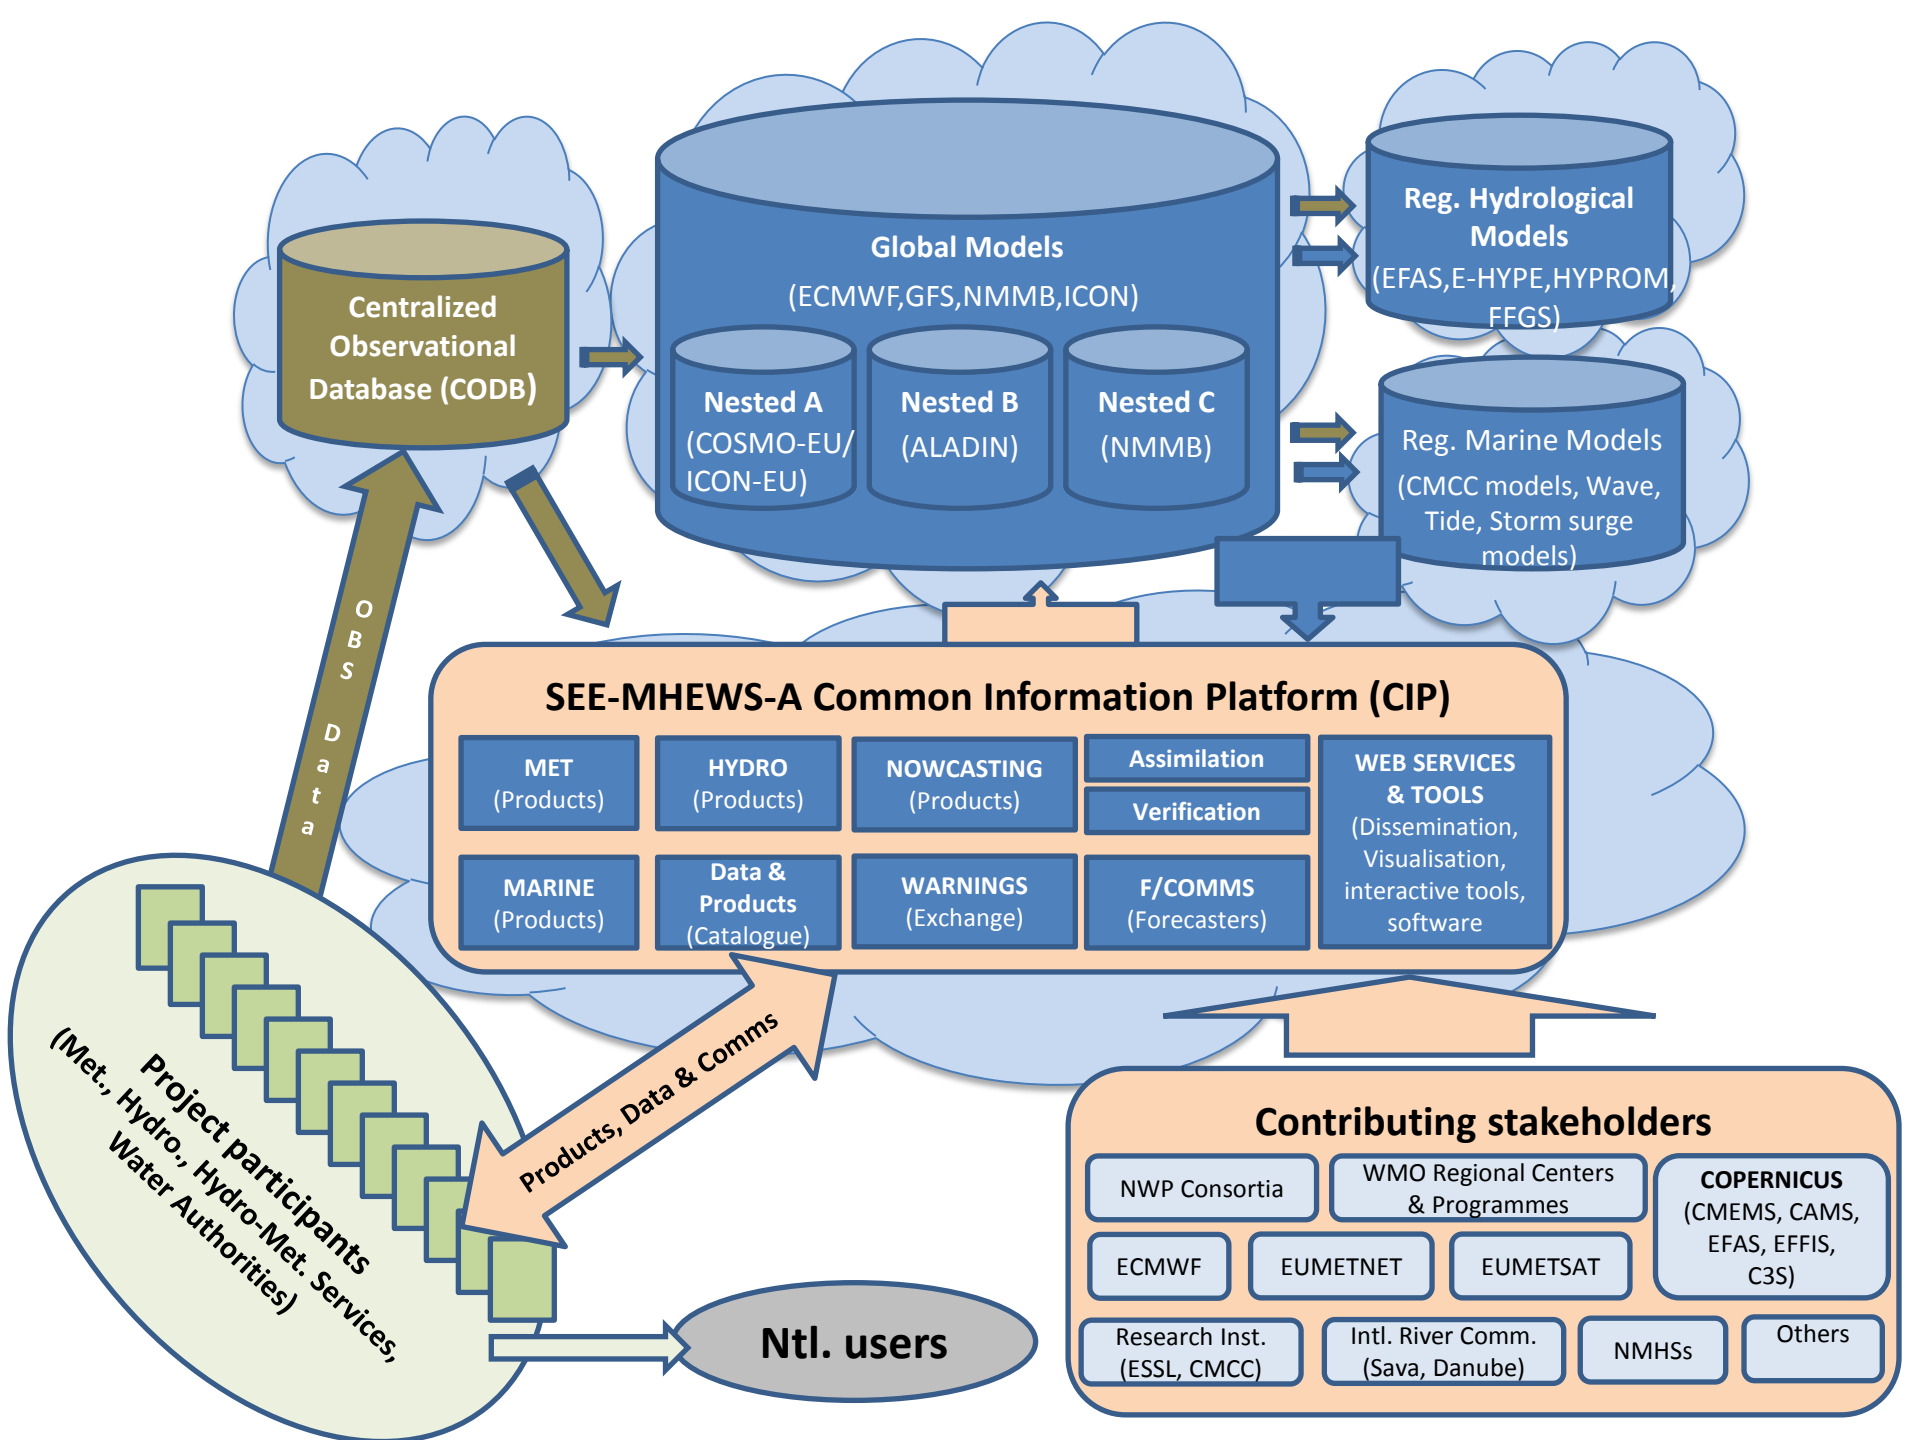 Centralized
Observational
Database (CODB)
Global Models
(ECMWF,GFS,NMMB,ICON)
Nested A
(COSMO-EU/
ICON-EU)
Nested B
(ALADIN)
Nested C
(NMMB)
Reg. Hydrological
Models
(EFAS,E-HYPE,HYPROM,
FFGS)
Reg. Marine Models
(CMCC models, Wave,
Tide, Storm surge
models)
OBS Data
SEE-MHEWS-A Common Information Platform (CIP)
MET
(Products)
HYDRO
(Products)
NOWCASTING
(Products)
Assimilation
Verification
WEB SERVICES
& TOOLS
(Dissemination,
Visualisation,
interactive tools,
software
MARINE
(Products)
Data &
Products
(Catalogue)
WARNINGS
(Exchange)
F/COMMS
(Forecasters)
Products, Data & Comms
Project participants
(Met., Hydro., Hydro-Met. Services,
Water Authorities)
Ntl. users
Contributing stakeholders
NWP Consortia
WMO Regional Centers
& Programmes
COPERNICUS
(CMEMS, CAMS,
EFAS, EFFIS,
C3S)
ECMWF
EUMETNET
EUMETSAT
Research Inst.
(ESSL, CMCC)
Intl. River Comm.
(Sava, Danube)
NMHSs
Others